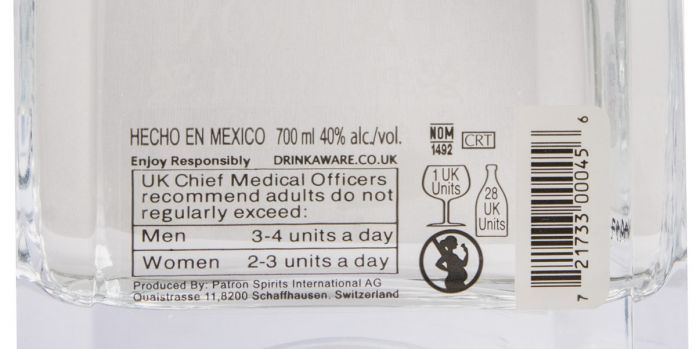 HECHO EN MEXICO 700 ml 40% alc./vol.
Enjoy Responsibly DRINKAWARE.CO.UK
UK Chief Medical Officers
recommend adults do not
regularly exceed:
Men 3-4 units a day
Women 2-3 units a day
Produced By: Patron Spirits International AG
Quaistrasse 11,8200 Schaffhausen, Switzerland
NOM
1492
CRT
1 UK
Units
28
UK
Units
7 21733 00045 6